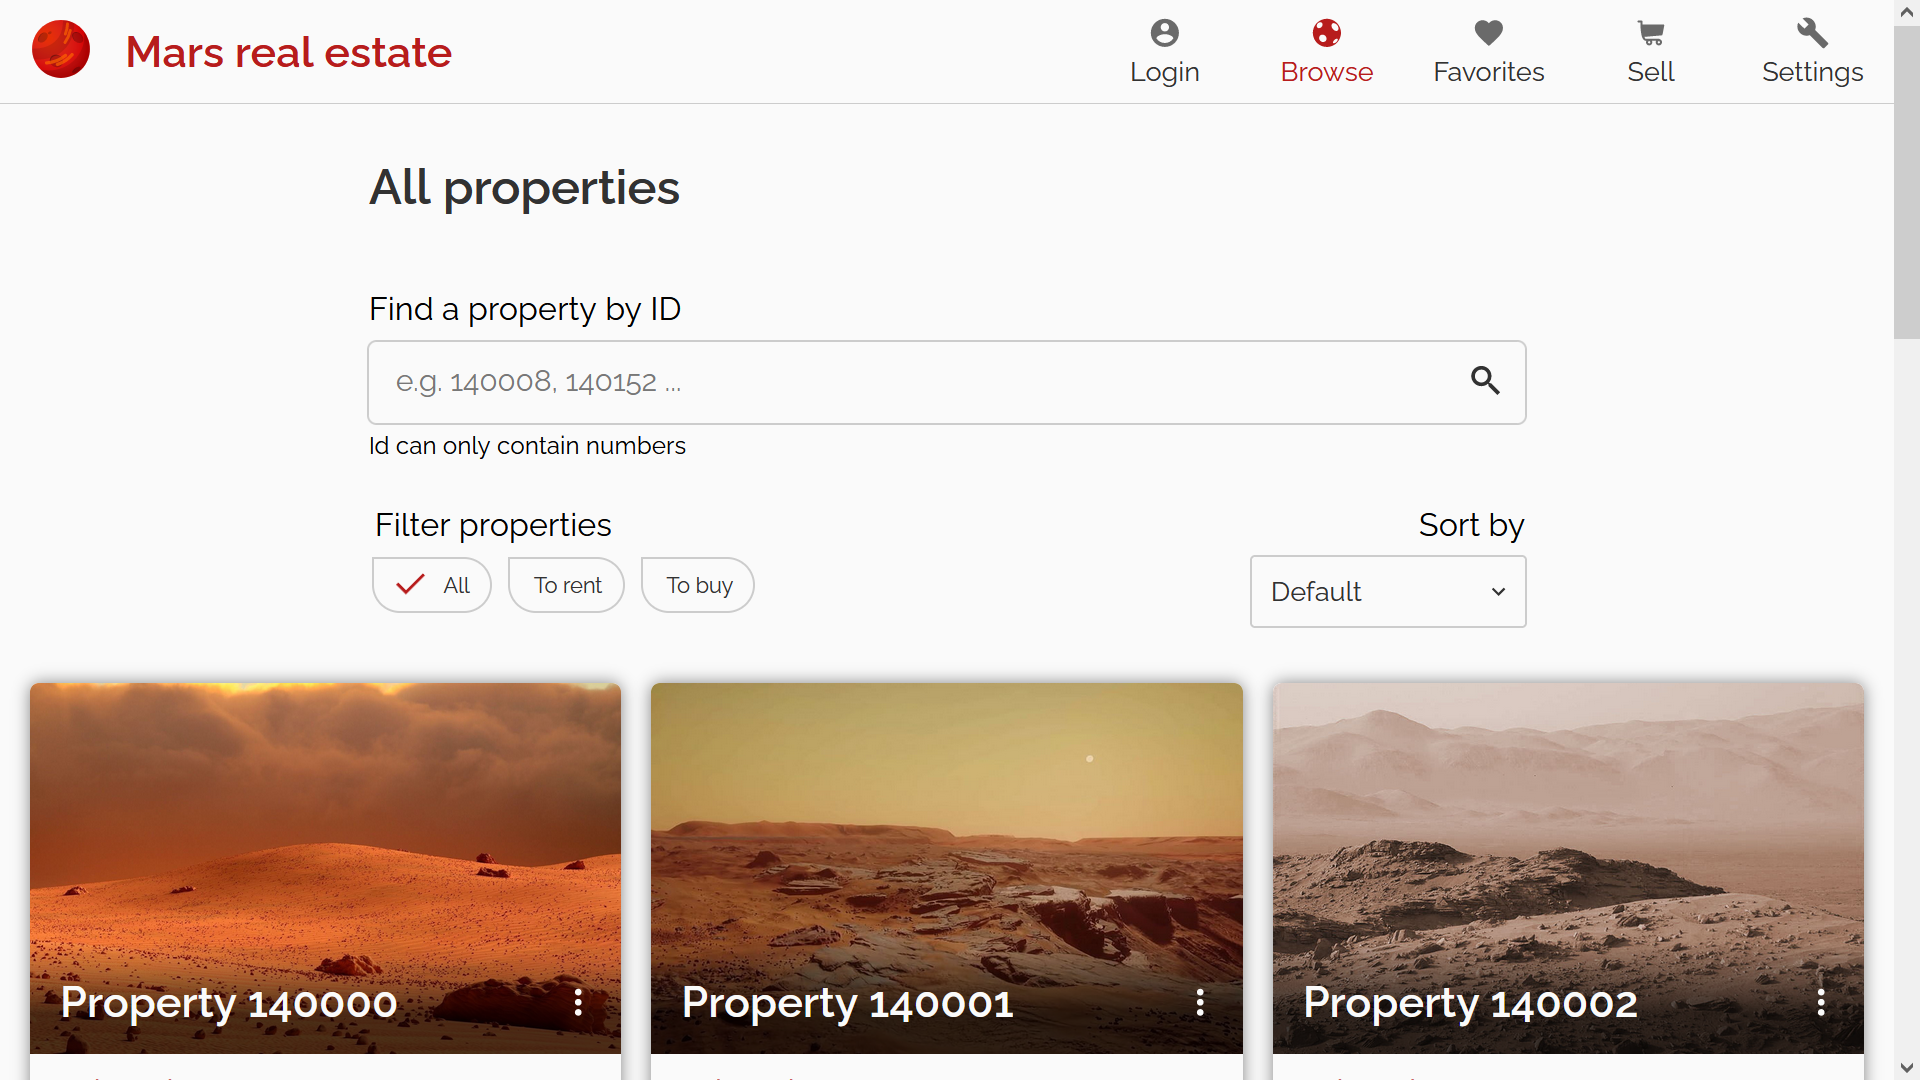 Mars real estate
Login
Browse
Favorites
Sell
Settings
All properties
Find a property by ID
e.g. 140008, 140152 ...
Id can only contain numbers
Filter properties
Sort by
All
To rent
To buy
Default
Property 140000
Property 140001
Property 140002